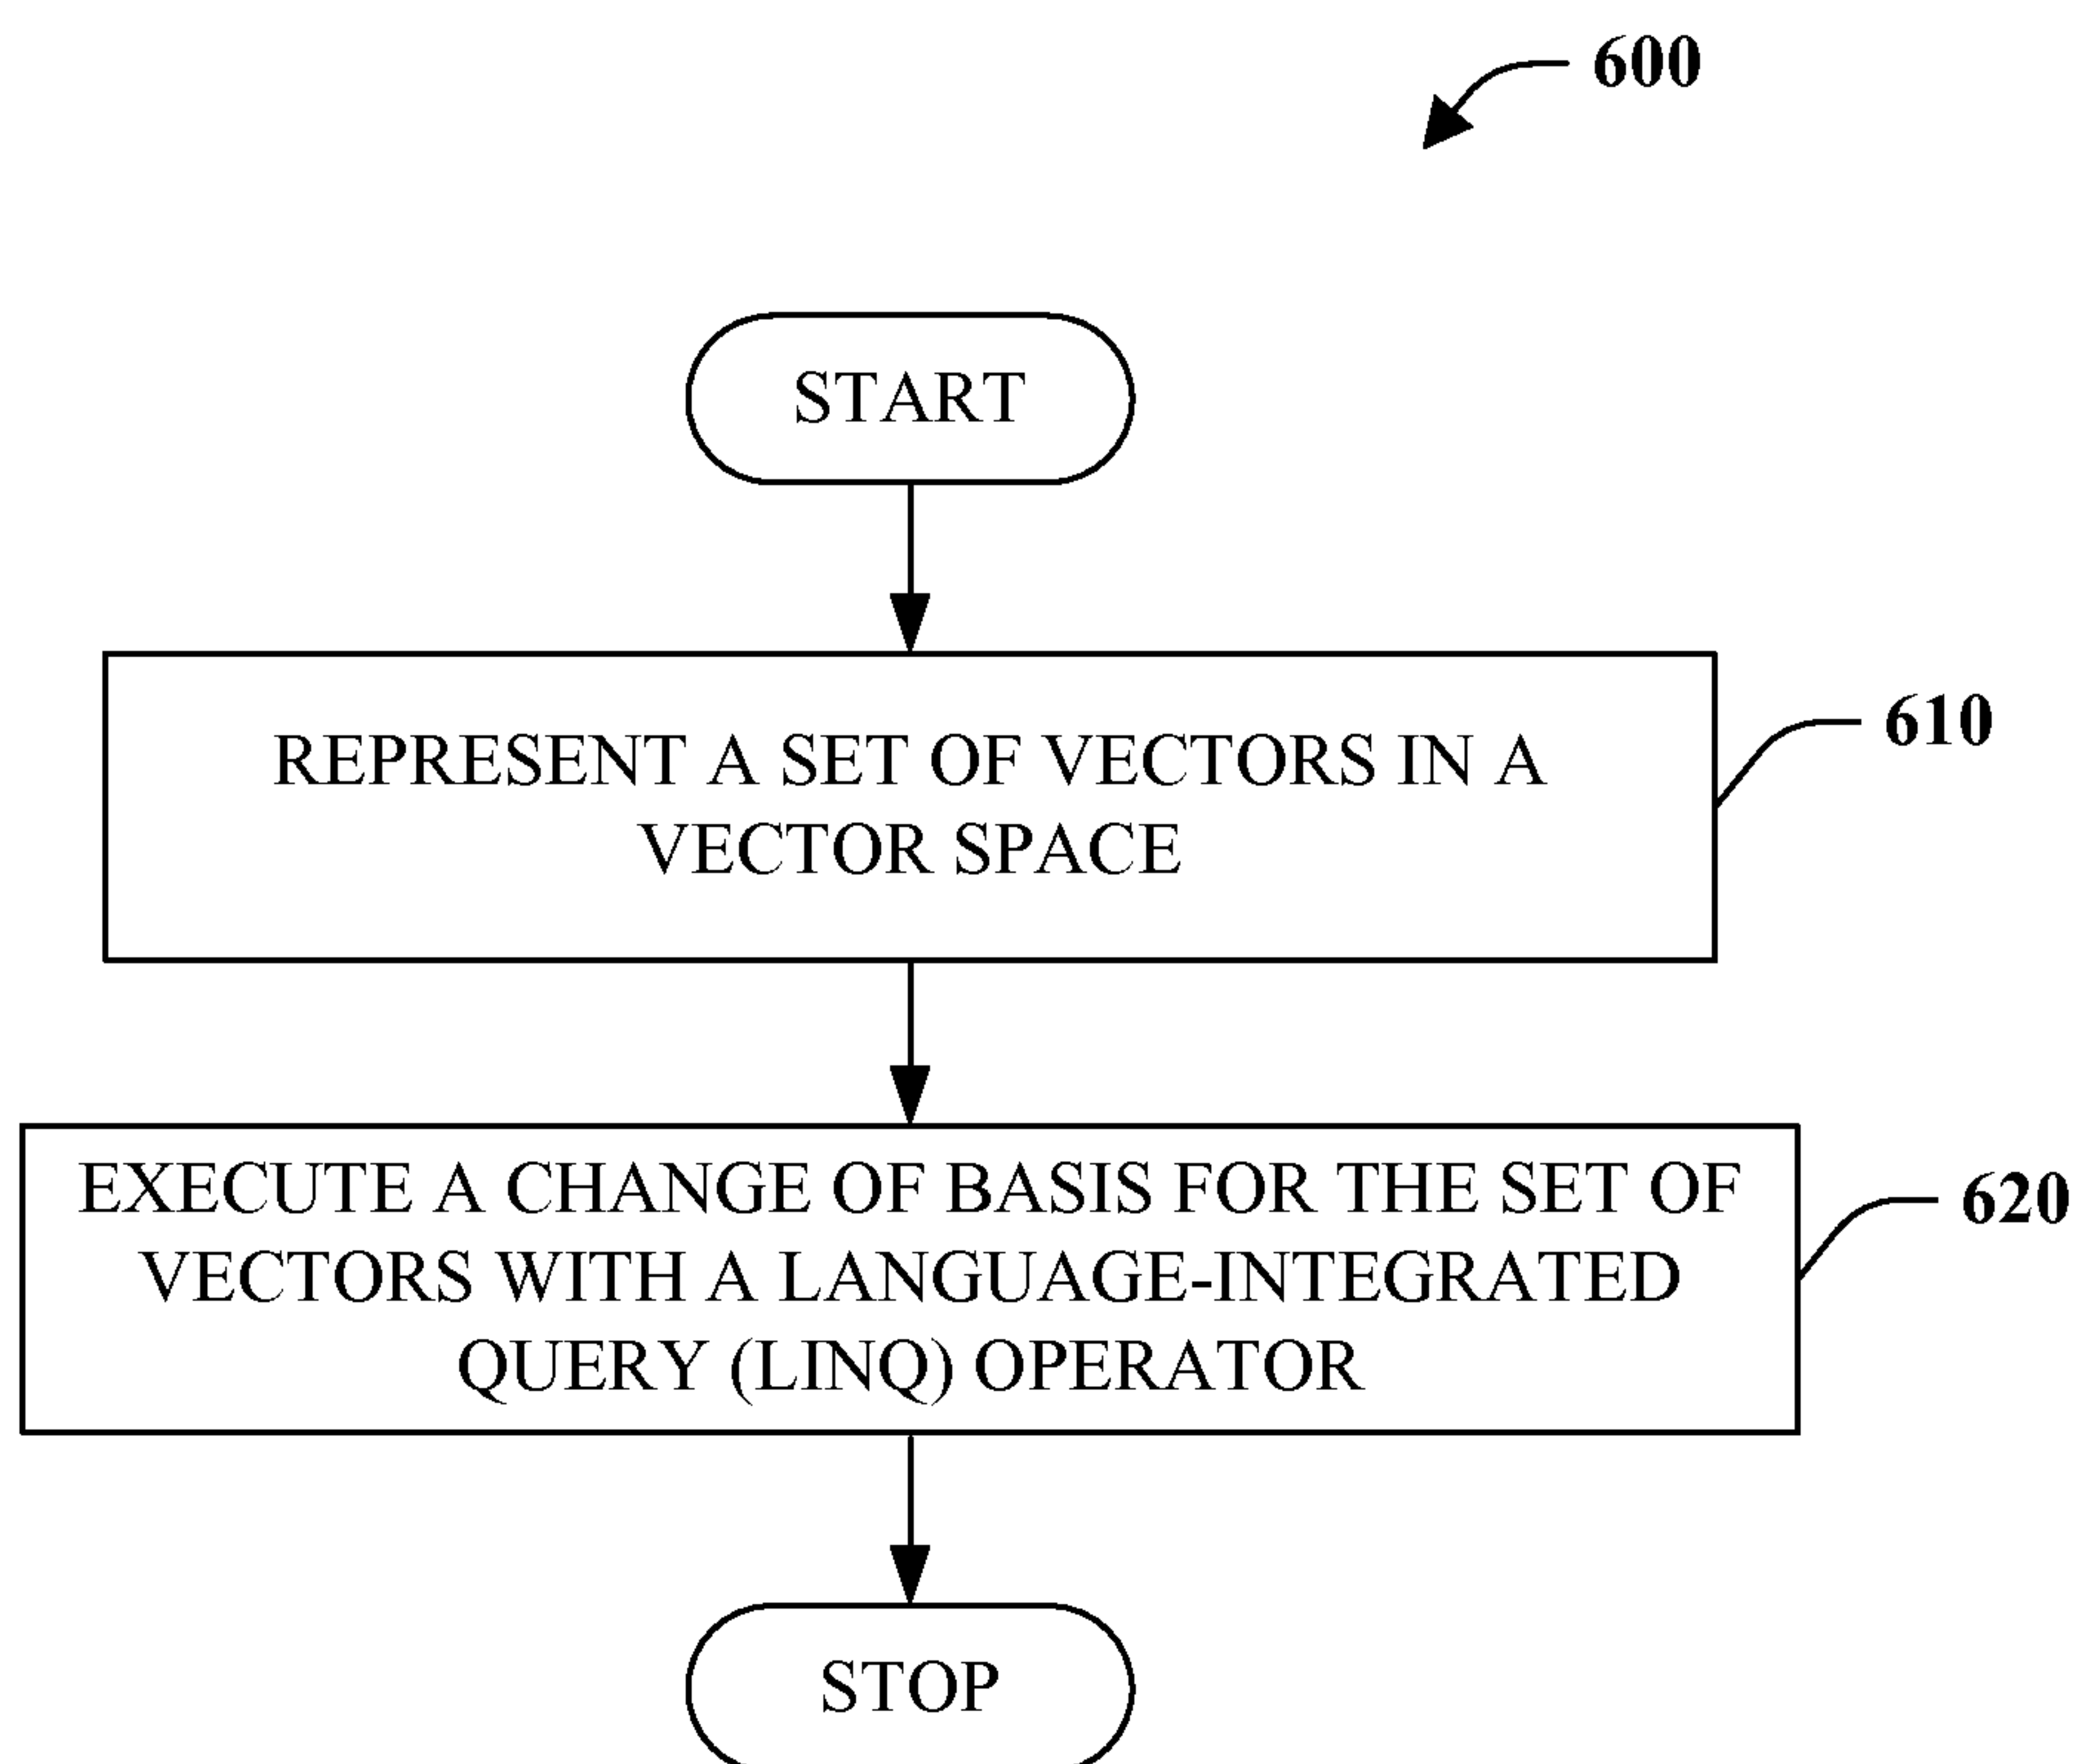 600
START
REPRESENT A SET OF VECTORS IN A
VECTOR SPACE
610
EXECUTE A CHANGE OF BASIS FOR THE SET OF
VECTORS WITH A LANGUAGE-INTEGRATED
QUERY (LINQ) OPERATOR
620
STOP